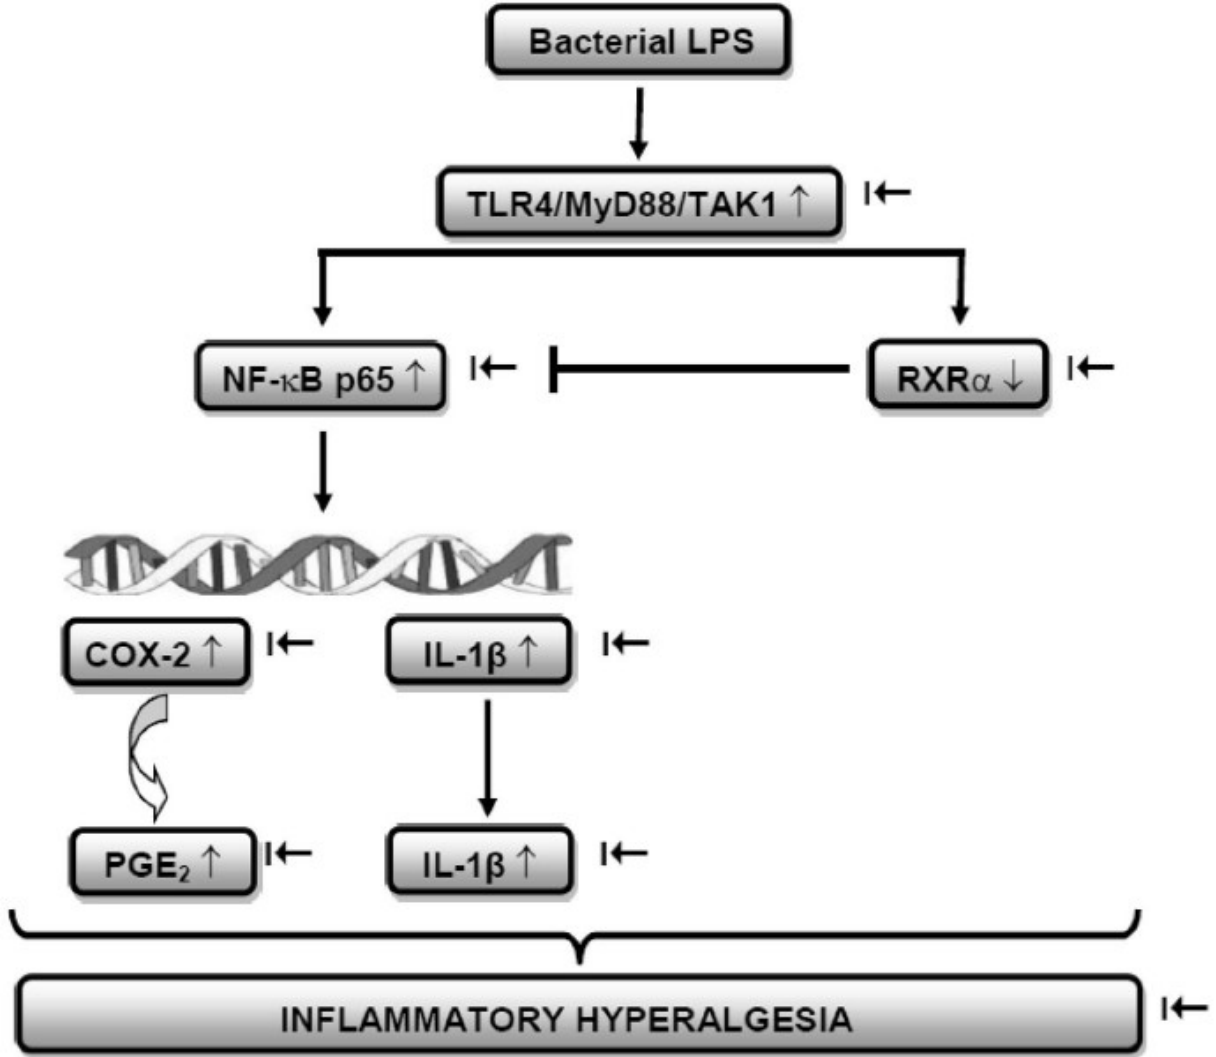 Bacterial LPS
TLR4/MyD88/TAK1 ↑
NF-κB p65 ↑
RXRα ↓
COX-2 ↑
IL-1β ↑
PGE₂ ↑
IL-1β ↑
INFLAMMATORY HYPERALGESIA